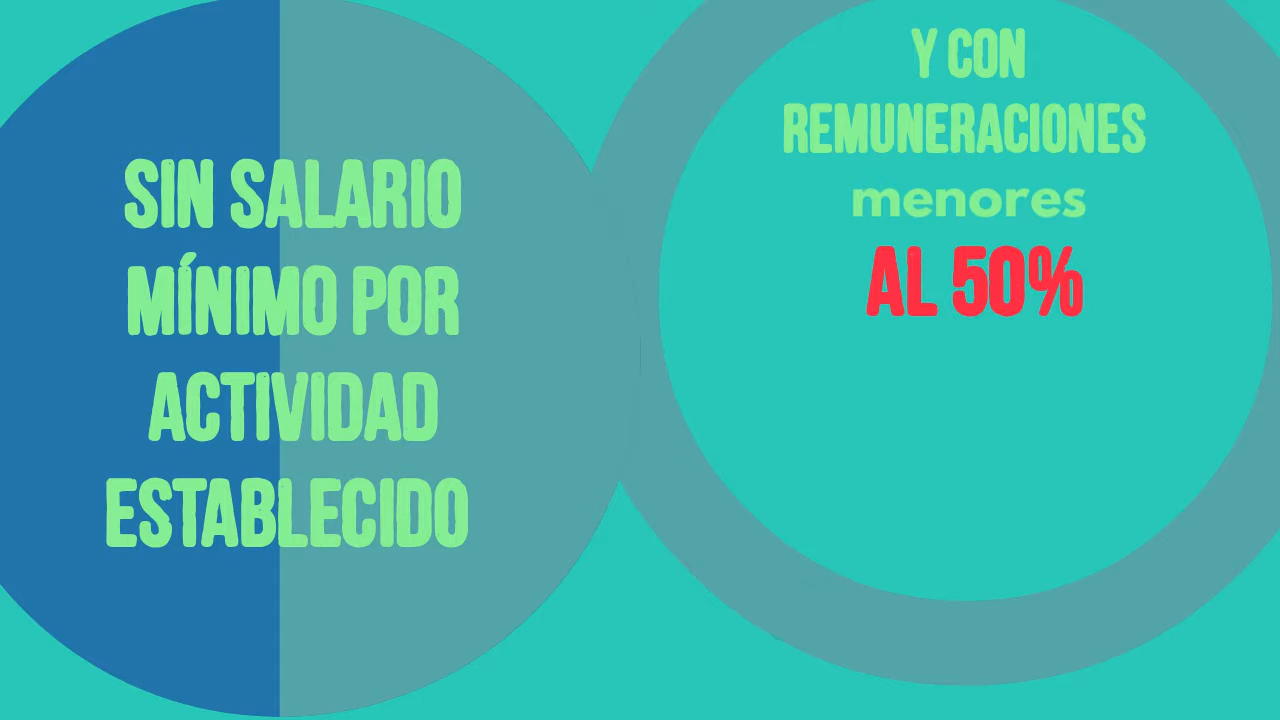 SIN SALARIO
MÍNIMO POR
ACTIVIDAD
ESTABLECIDO
Y CON
REMUNERACIONES
menores
AL 50%